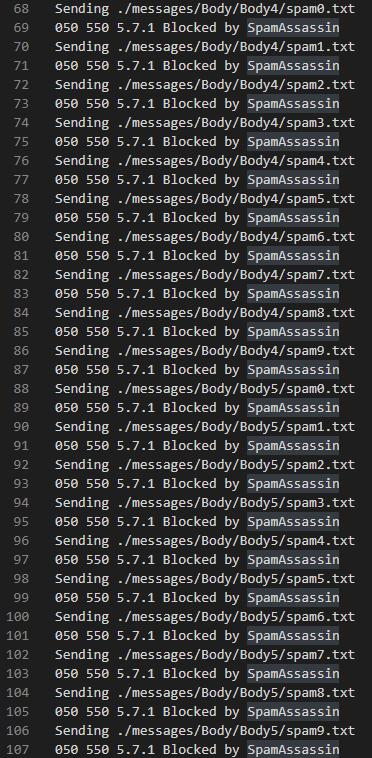 68 Sending ./messages/Body/Body4/spam0.txt
69 050 550 5.7.1 Blocked by SpamAssassin
70 Sending ./messages/Body/Body4/spam1.txt
71 050 550 5.7.1 Blocked by SpamAssassin
72 Sending ./messages/Body/Body4/spam2.txt
73 050 550 5.7.1 Blocked by SpamAssassin
74 Sending ./messages/Body/Body4/spam3.txt
75 050 550 5.7.1 Blocked by SpamAssassin
76 Sending ./messages/Body/Body4/spam4.txt
77 050 550 5.7.1 Blocked by SpamAssassin
78 Sending ./messages/Body/Body4/spam5.txt
79 050 550 5.7.1 Blocked by SpamAssassin
80 Sending ./messages/Body/Body4/spam6.txt
81 050 550 5.7.1 Blocked by SpamAssassin
82 Sending ./messages/Body/Body4/spam7.txt
83 050 550 5.7.1 Blocked by SpamAssassin
84 Sending ./messages/Body/Body4/spam8.txt
85 050 550 5.7.1 Blocked by SpamAssassin
86 Sending ./messages/Body/Body4/spam9.txt
87 050 550 5.7.1 Blocked by SpamAssassin
88 Sending ./messages/Body/Body5/spam0.txt
89 050 550 5.7.1 Blocked by SpamAssassin
90 Sending ./messages/Body/Body5/spam1.txt
91 050 550 5.7.1 Blocked by SpamAssassin
92 Sending ./messages/Body/Body5/spam2.txt
93 050 550 5.7.1 Blocked by SpamAssassin
94 Sending ./messages/Body/Body5/spam3.txt
95 050 550 5.7.1 Blocked by SpamAssassin
96 Sending ./messages/Body/Body5/spam4.txt
97 050 550 5.7.1 Blocked by SpamAssassin
98 Sending ./messages/Body/Body5/spam5.txt
99 050 550 5.7.1 Blocked by SpamAssassin
100 Sending ./messages/Body/Body5/spam6.txt
101 050 550 5.7.1 Blocked by SpamAssassin
102 Sending ./messages/Body/Body5/spam7.txt
103 050 550 5.7.1 Blocked by SpamAssassin
104 Sending ./messages/Body/Body5/spam8.txt
105 050 550 5.7.1 Blocked by SpamAssassin
106 Sending ./messages/Body/Body5/spam9.txt
107 050 550 5.7.1 Blocked by SpamAssassin